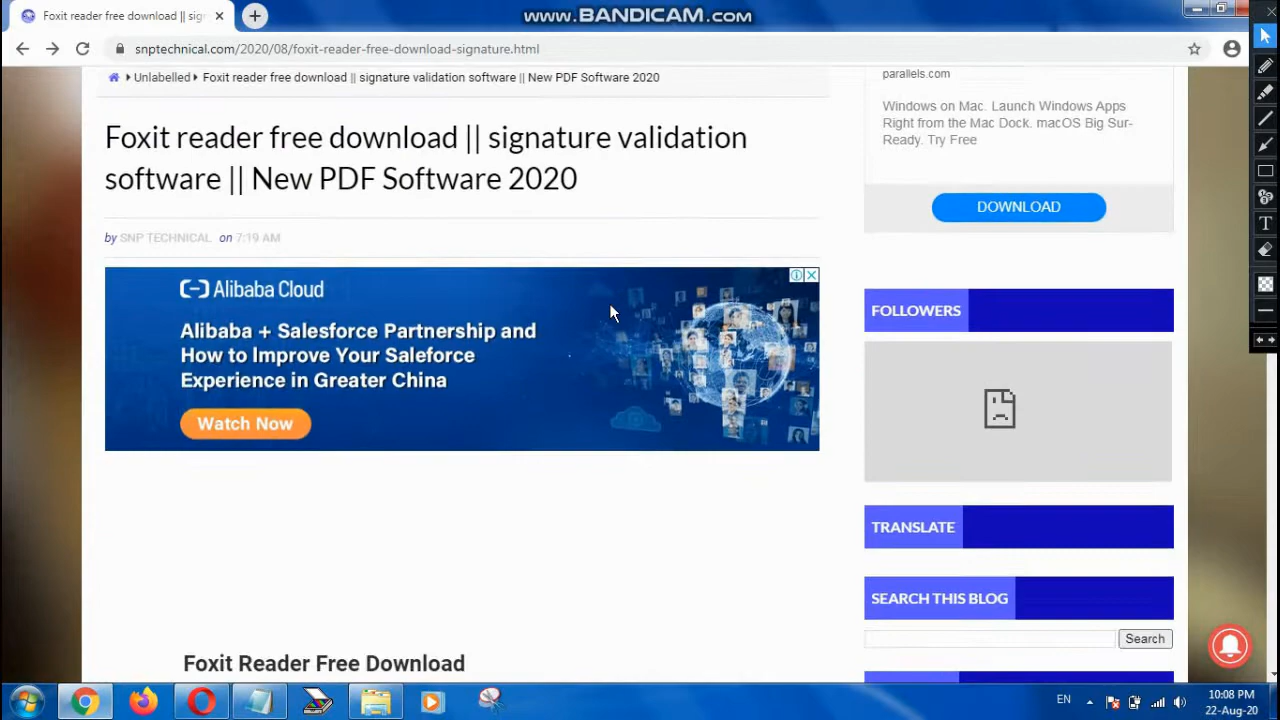 Foxit reader free download || sig
www.BANDICAM.com
snptechnical.com/2020/08/foxit-reader-free-download-signature.html
Unlabelled Foxit reader free download || signature validation software || New PDF Software 2020
Foxit reader free download || signature validation
software || New PDF Software 2020
by SNP TECHNICAL on 7:19 AM
Alibaba Cloud
Alibaba + Salesforce Partnership and
How to Improve Your Saleforce
Experience in Greater China
Watch Now
Foxit Reader Free Download
parallels.com
Windows on Mac. Launch Windows Apps
Right from the Mac Dock. macOS Big Sur-
Ready. Try Free
DOWNLOAD
FOLLOWERS
TRANSLATE
SEARCH THIS BLOG
Search
T
EN
10:08 PM
22-Aug-20